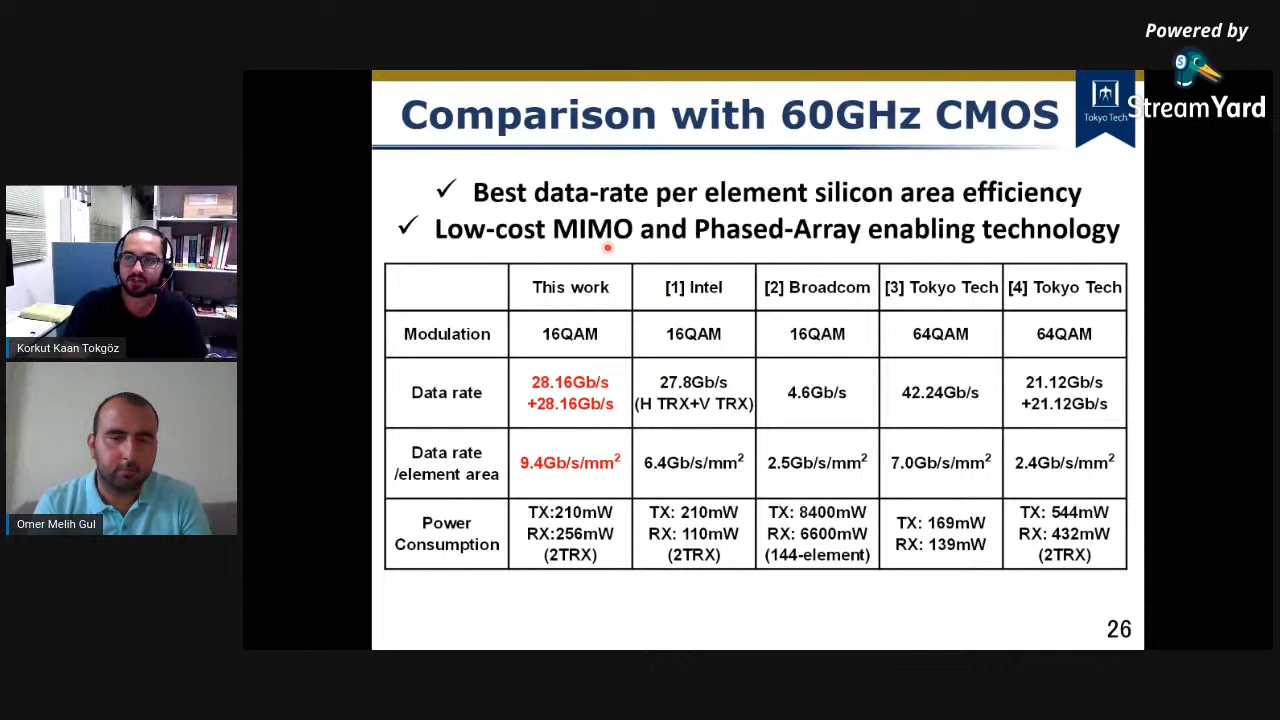 Powered by
StreamYard
Comparison with 60GHz CMOS
Tokyo Tech
✓ Best data-rate per element silicon area efficiency
✓ Low-cost MIMO and Phased-Array enabling technology
This work [1] Intel [2] Broadcom [3] Tokyo Tech [4] Tokyo Tech
Modulation 16QAM 16QAM 16QAM 64QAM 64QAM
Data rate 28.16Gb/s +28.16Gb/s 27.8Gb/s (H TRX+V TRX) 4.6Gb/s 42.24Gb/s 21.12Gb/s +21.12Gb/s
Data rate /element area 9.4Gb/s/mm² 6.4Gb/s/mm² 2.5Gb/s/mm² 7.0Gb/s/mm² 2.4Gb/s/mm²
Power Consumption TX:210mW RX:256mW (2TRX) TX: 210mW RX: 110mW (2TRX) TX: 8400mW RX: 6600mW (144-element) TX: 169mW RX: 139mW TX: 544mW RX: 432mW (2TRX)
26
Korkut Kaan Tokgöz
Omer Melih Gul